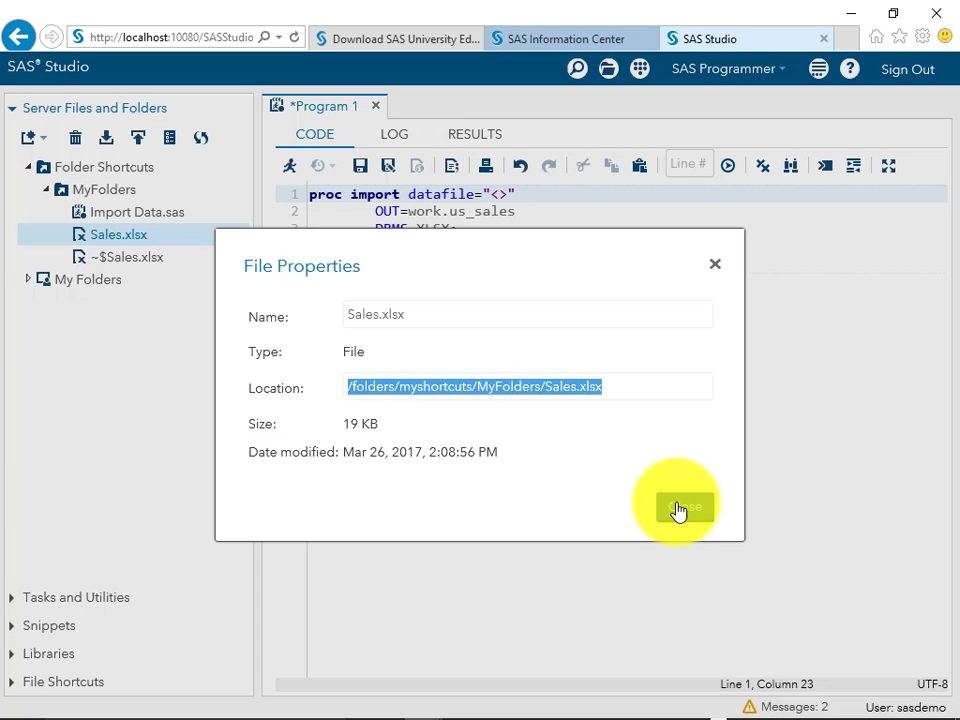 http://localhost:10080/SASStudio
Download SAS University Ed...
SAS Information Center
SAS Studio
SAS® Studio
SAS Programmer
Sign Out
Server Files and Folders
Folder Shortcuts
MyFolders
Import Data.sas
Sales.xlsx
~$Sales.xlsx
My Folders
Tasks and Utilities
Snippets
Libraries
File Shortcuts
*Program 1
CODE
LOG
RESULTS
Line #
1 proc import datafile="<>"
2 OUT=work.us_sales
3 DBMS XLSX;
File Properties
Name: Sales.xlsx
Type: File
Location: /folders/myshortcuts/MyFolders/Sales.xlsx
Size: 19 KB
Date modified: Mar 26, 2017, 2:08:56 PM
Close
Line 1, Column 23
UTF-8
Messages: 2
User: sasdemo